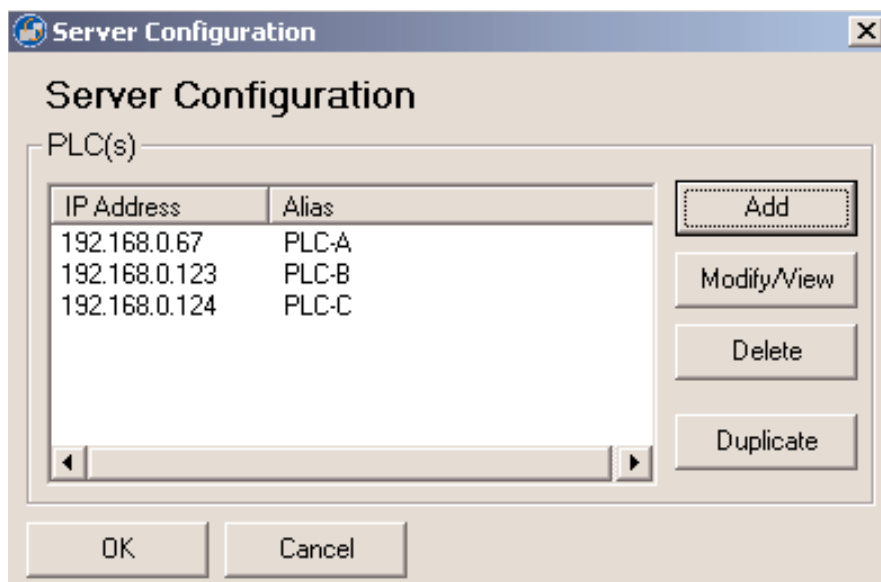 Server Configuration
Server Configuration
PLC(s)
IP Address Alias
192.168.0.67 PLC-A
192.168.0.123 PLC-B
192.168.0.124 PLC-C
Add
Modify/View
Delete
Duplicate
OK Cancel